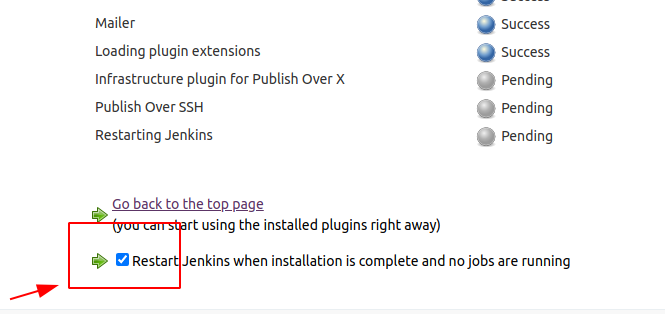 Mailer Success
Loading plugin extensions Success
Infrastructure plugin for Publish Over X Pending
Publish Over SSH Pending
Restarting Jenkins Pending
Go back to the top page
(you can start using the installed plugins right away)
Restart Jenkins when installation is complete and no jobs are running